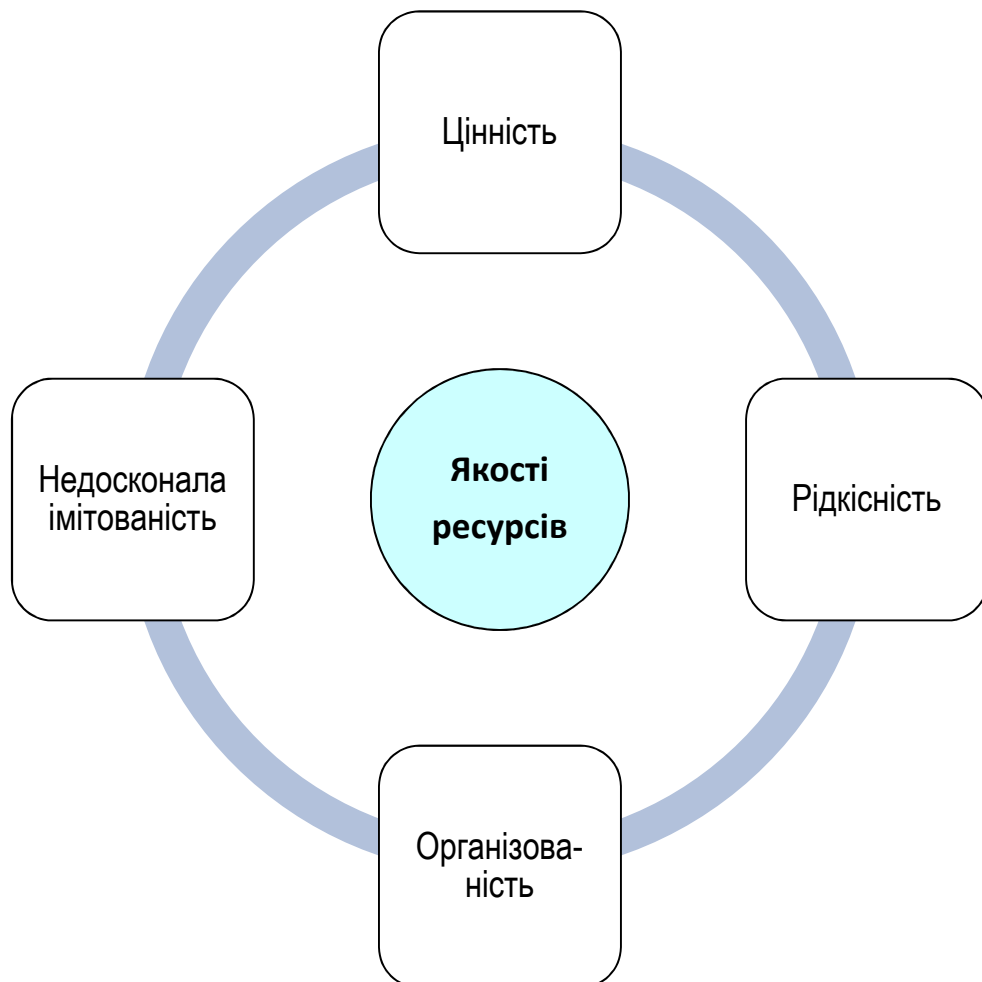 Цінність
Недосконала
імітованість
Якості
ресурсів
Рідкісність
Організова-
ність